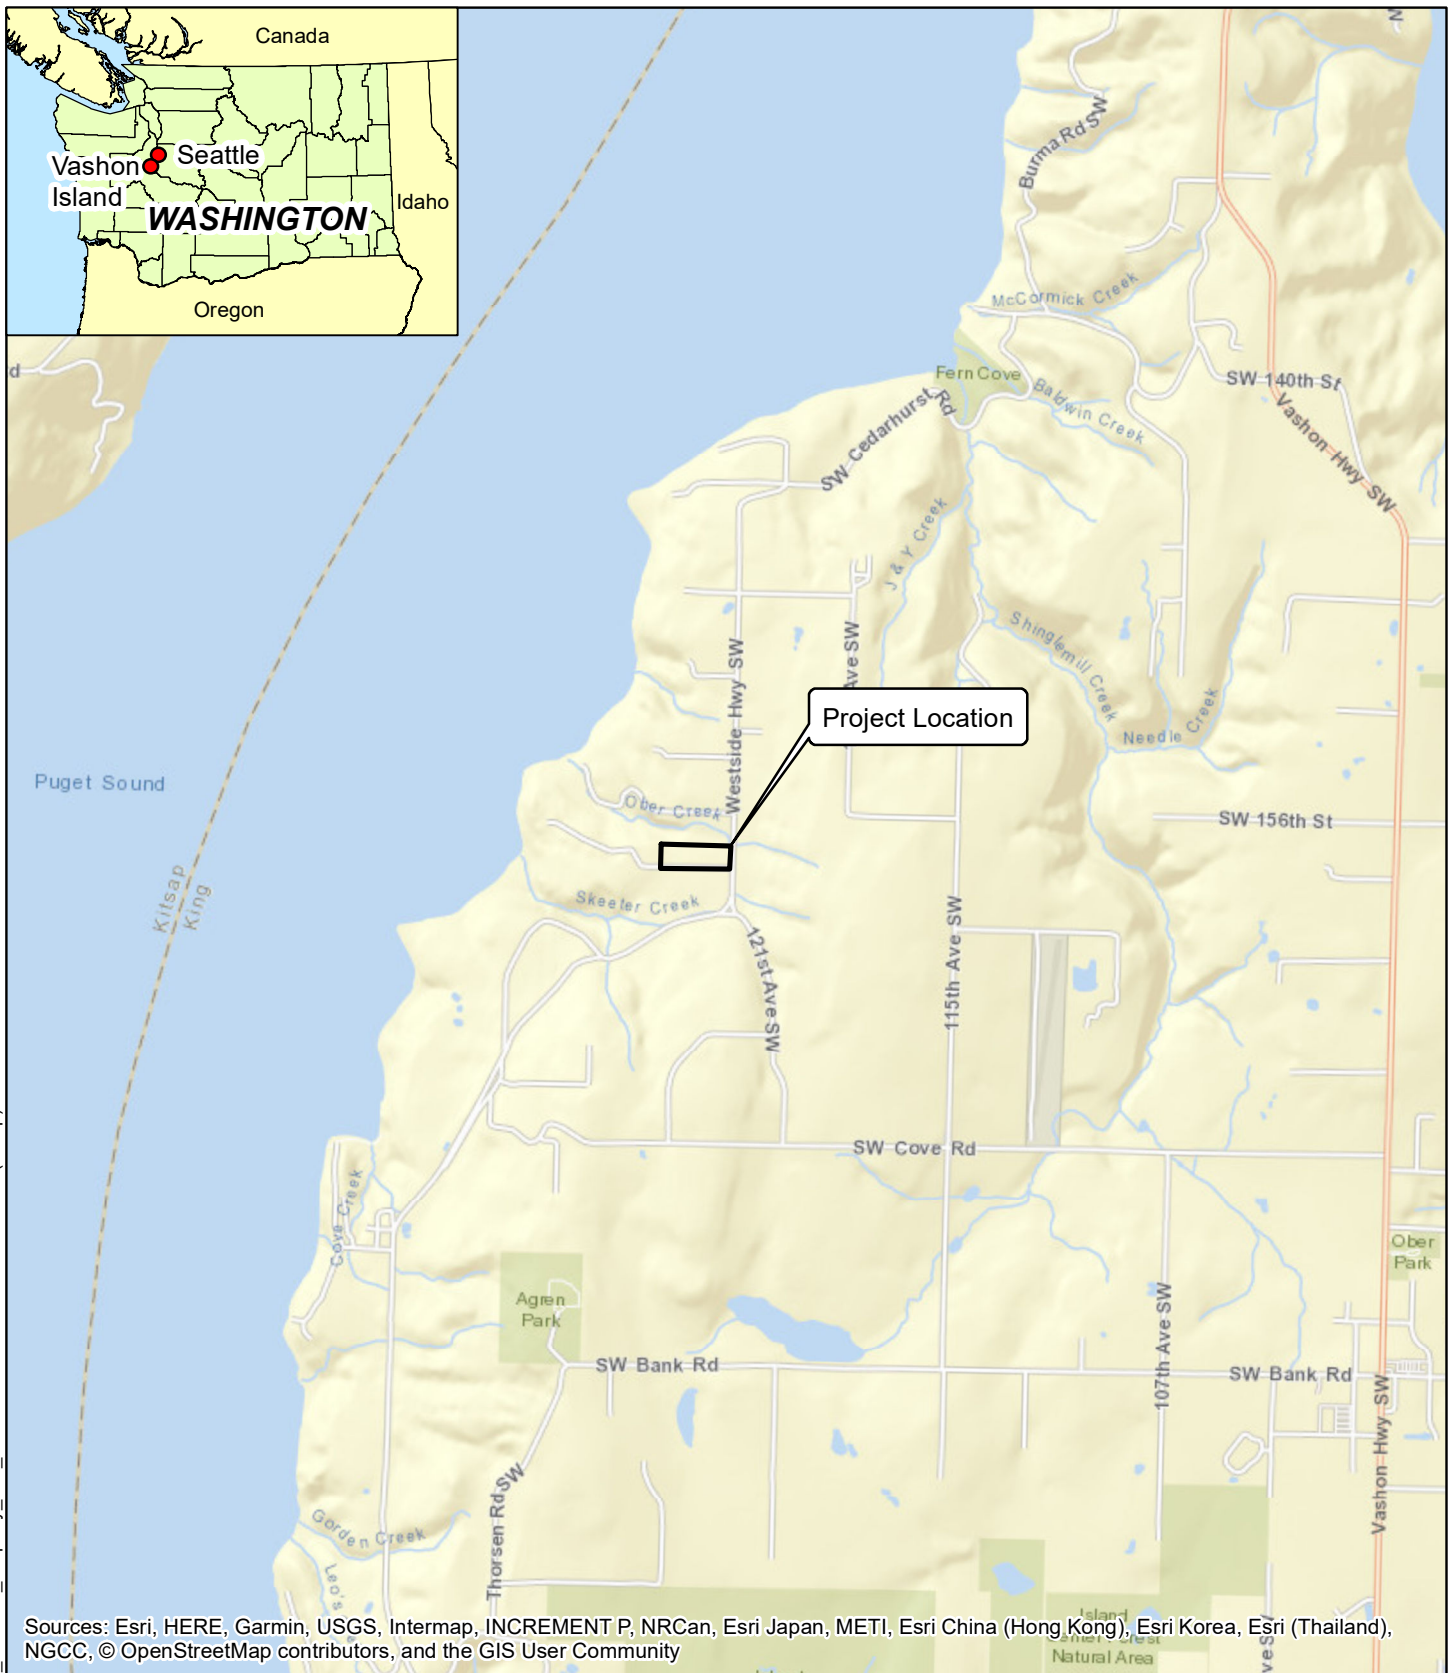 Canada
Seattle
Vashon
Island
WASHINGTON
Idaho
Oregon
Burma Rd SW
McCormick Creek
Fern Cove
Baldwin Creek
SW 140th St
Vashon Hwy SW
SW Cedarhurst Rd
J & Y Creek
Shinglemill Creek
Needle Creek
Westside Hwy SW
Ave SW
Project Location
Puget Sound
Ober Creek
SW 156th St
Kitsap
King
Skeeter Creek
121st Ave SW
115th Ave SW
SW Cove Rd
Cove Creek
Ober
Park
Agren
Park
107th Ave SW
SW Bank Rd
SW Bank Rd
Vashon Hwy SW
Thorsen Rd SW
Gorden Creek
Leo's
Island
Center Forest
Natural Area
Sources: Esri, HERE, Garmin, USGS, Intermap, INCREMENT P, NRCan, Esri Japan, METI, Esri China (Hong Kong), Esri Korea, Esri (Thailand),
NGCC, © OpenStreetMap contributors, and the GIS User Community